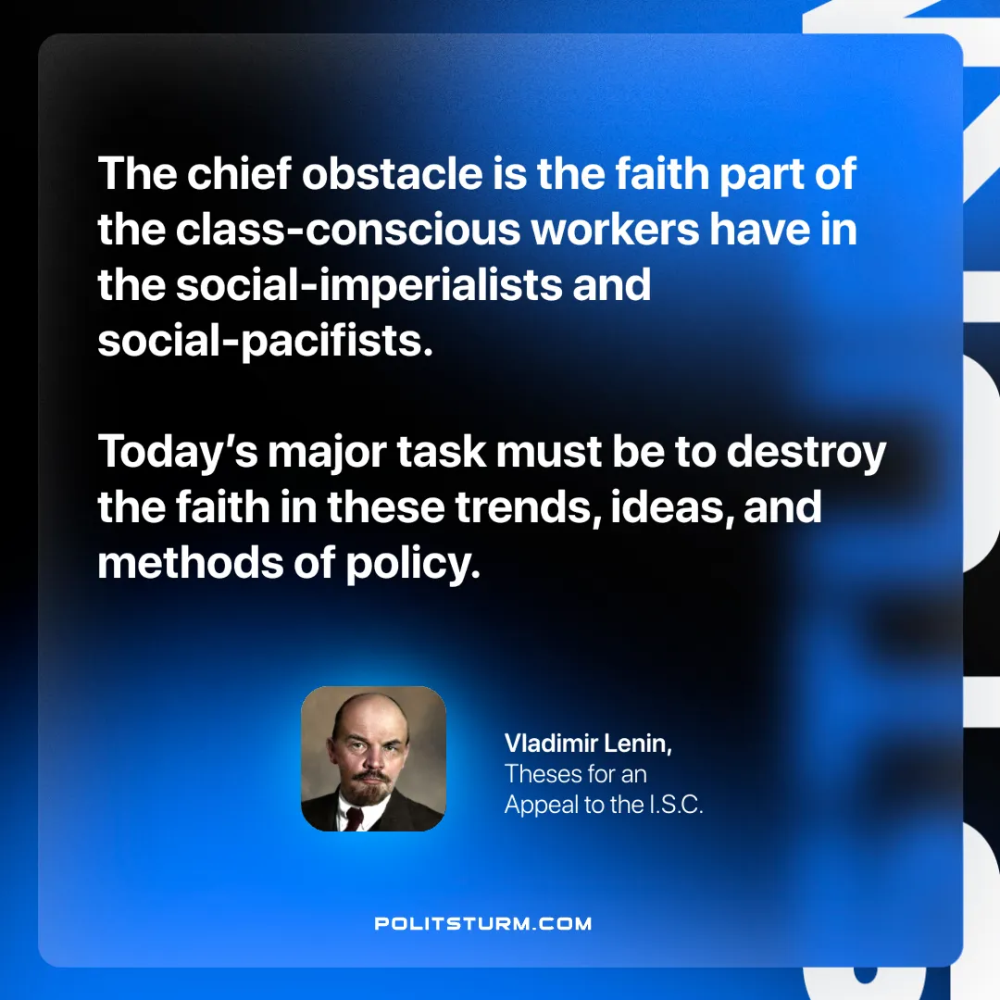 The chief obstacle is the faith part of
the class-conscious workers have in
the social-imperialists and
social-pacifists.
Today’s major task must be to destroy
the faith in these trends, ideas, and
methods of policy.
Vladimir Lenin,
Theses for an
Appeal to the I.S.C.
POLITSTURM.COM